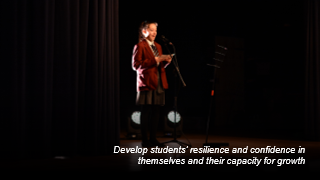 Develop students' resilience and confidence in
themselves and their capacity for growth